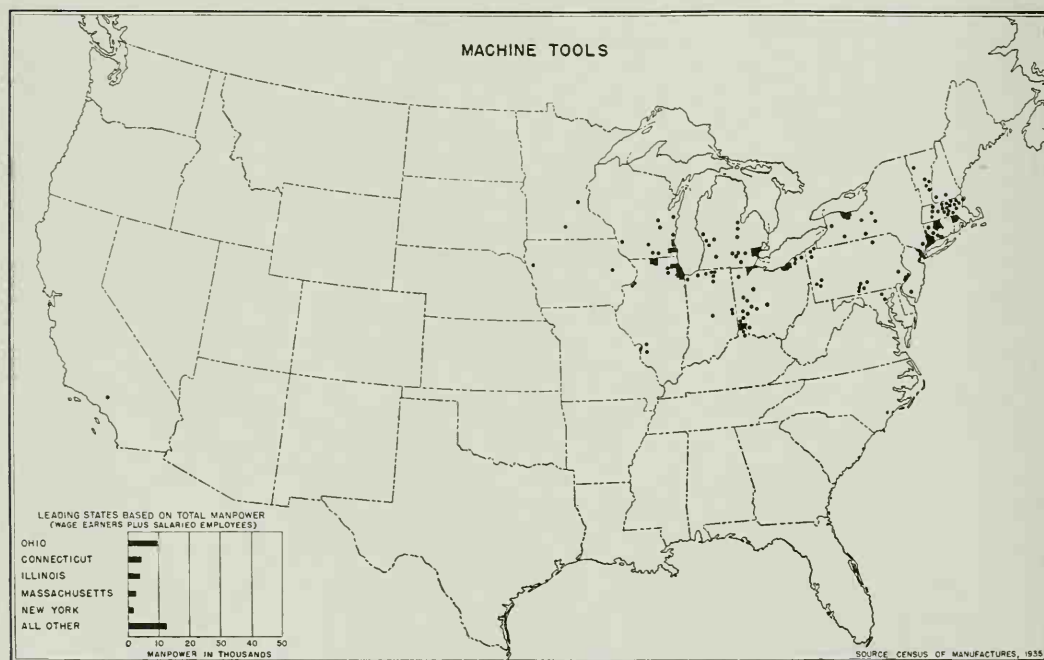 MACHINE TOOLS
LEADING STATES BASED ON TOTAL MANPOWER
(WAGE EARNERS PLUS SALARIED EMPLOYEES)
OHIO
CONNECTICUT
ILLINOIS
MASSACHUSETTS
NEW YORK
ALL OTHER
0 10 20 30 40 50
MANPOWER IN THOUSANDS
SOURCE: CENSUS OF MANUFACTURES, 1935